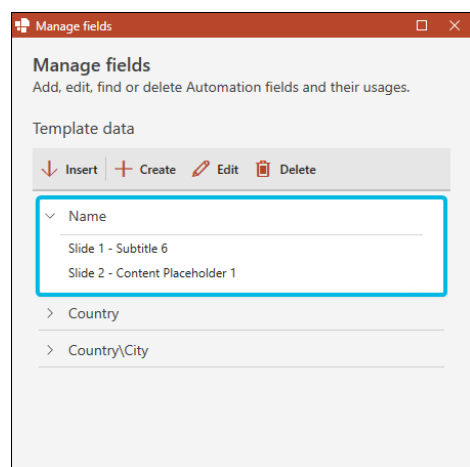 Manage fields
Manage fields
Add, edit, find or delete Automation fields and their usages.
Template data
Insert Create Edit Delete
Name
Slide 1 - Subtitle 6
Slide 2 - Content Placeholder 1
Country
Country\City